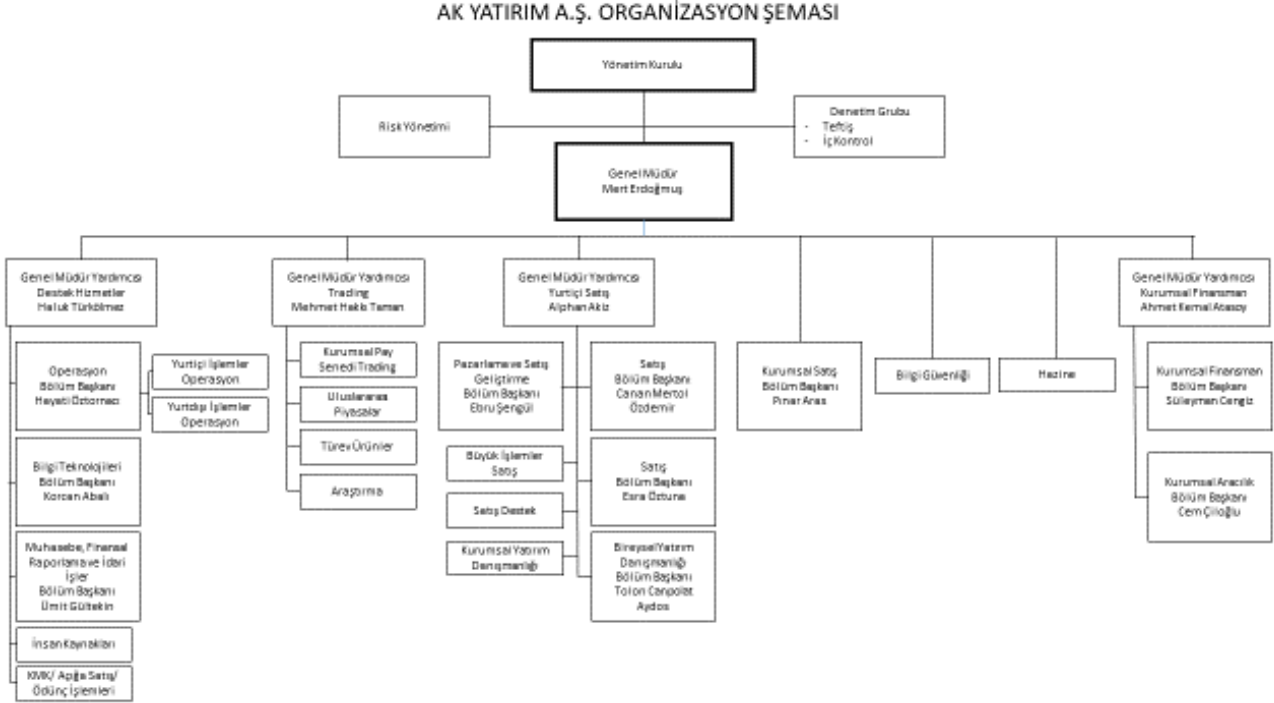 AK YATIRIM A.Ş. ORGANİZASYON ŞEMASI
Yönetim Kurulu
Risk Yönetimi
Denetim Grubu
- Teftiş
- İç Kontrol
Genel Müdür
Mert Erdoğmuş
Genel Müdür Yardımcısı
Destek Hizmetler
Haluk Türkölmez
Operasyon
Bölüm Başkanı
Hayati Öztornacı
Yurtiçi İşlemler
Operasyon
Yurtdışı İşlemler
Operasyon
Bilgi Teknolojileri
Bölüm Başkanı
Korcan Abalı
Muhasebe, Finansal
Raporlama ve İdari
İşler
Bölüm Başkanı
Ümit Gültekin
İnsan Kaynakları
KMK/ Açığa Satış/
Ödünç İşlemleri
Genel Müdür Yardımcısı
Trading
Mehmet Hakkı Taman
Kurumsal Pay
Senedi Trading
Uluslararası
Piyasalar
Türev Ürünler
Araştırma
Genel Müdür Yardımcısı
Yurtiçi Satış
Alphan Akiz
Pazarlama ve Satış
Geliştirme
Bölüm Başkanı
Ebru Şengül
Büyük İşlemler
Satış
Satış Destek
Kurumsal Yatırım
Danışmanlığı
Satış
Bölüm Başkanı
Canan Mertol
Özdemir
Satış
Bölüm Başkanı
Esra Öztuna
Bireysel Yatırım
Danışmanlığı
Bölüm Başkanı
Tolon Canpolat
Aydos
Kurumsal Satış
Bölüm Başkanı
Pınar Aras
Bilgi Güvenliği
Hazine
Genel Müdür Yardımcısı
Kurumsal Finansman
Ahmet Kemal Atasoy
Kurumsal Finansman
Bölüm Başkanı
Süleyman Cengiz
Kurumsal Aracılık
Bölüm Başkanı
Cem Çiloğlu